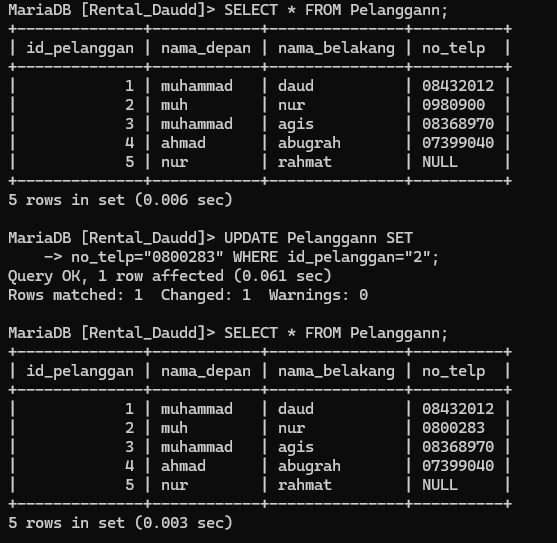 MariaDB [Rental_Daudd]> SELECT * FROM Pelanggann;
+--------------+------------+---------------+----------+
| id_pelanggan | nama_depan | nama_belakang | no_telp  |
+--------------+------------+---------------+----------+
|            1 | muhammad   | daud          | 08432012 |
|            2 | muh        | nur           | 0980900  |
|            3 | muhammad   | agis          | 08368970 |
|            4 | ahmad      | abugrah       | 07399040 |
|            5 | nur        | rahmat        | NULL     |
+--------------+------------+---------------+----------+
5 rows in set (0.006 sec)

MariaDB [Rental_Daudd]> UPDATE Pelanggann SET
    -> no_telp="0800283" WHERE id_pelanggan="2";
Query OK, 1 row affected (0.061 sec)
Rows matched: 1  Changed: 1  Warnings: 0

MariaDB [Rental_Daudd]> SELECT * FROM Pelanggann;
+--------------+------------+---------------+----------+
| id_pelanggan | nama_depan | nama_belakang | no_telp  |
+--------------+------------+---------------+----------+
|            1 | muhammad   | daud          | 08432012 |
|            2 | muh        | nur           | 0800283  |
|            3 | muhammad   | agis          | 08368970 |
|            4 | ahmad      | abugrah       | 07399040 |
|            5 | nur        | rahmat        | NULL     |
+--------------+------------+---------------+----------+
5 rows in set (0.003 sec)